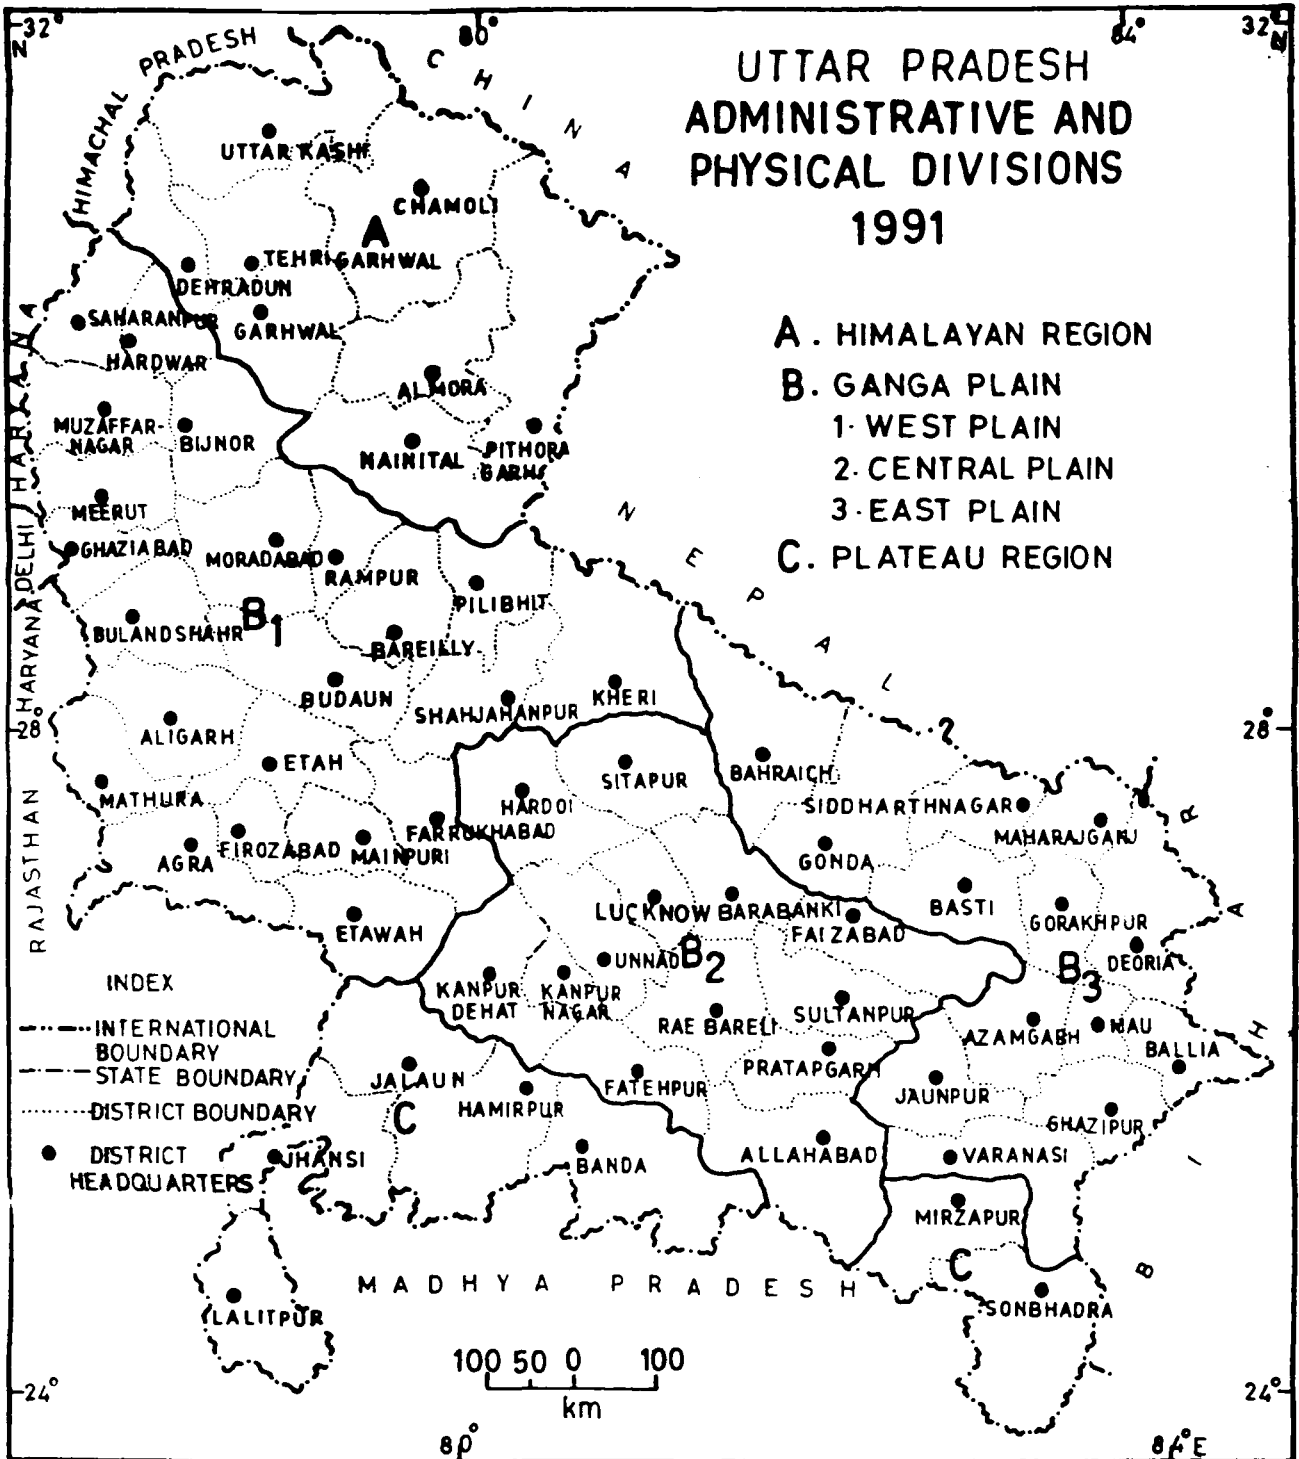 32°
N
80°
84°
32°
N
UTTAR PRADESH
ADMINISTRATIVE AND
PHYSICAL DIVISIONS
1991
A. HIMALAYAN REGION
B. GANGA PLAIN
1. WEST PLAIN
2. CENTRAL PLAIN
3. EAST PLAIN
C. PLATEAU REGION
HIMACHAL PRADESH
CHINA
UTTAR KASHI
CHAMOLI
A
TEHRI GARHWAL
DEHRADUN
GARHWAL
SAHARANPUR
HARDWAR
ALMORA
MUZAFFAR-
NAGAR
BIJNOR
NAINITAL
PITHORA
GARH
HARYANA
DELHI
HARYANA
RAJASTHAN
NEPAL
MEERUT
GHAZIABAD
MORADABAD
RAMPUR
PILIBHIT
BULANDSHAHR
B1
BAREILLY
BUDAUN
SHAHJAHANPUR
KHERI
28°
28°
ALIGARH
ETAH
MATHURA
SITAPUR
BAHRAICH
HARDOI
SIDDHARTHNAGAR
MAHARAJGANJ
FARRUKHABAD
AGRA
FIROZABAD
MAINPURI
GONDA
LUCKNOW
BARABANKI
BASTI
GORAKHPUR
FAIZABAD
ETAWAH
UNNAO
B2
B3
DEORIA
KANPUR
DEHAT
KANPUR
NAGAR
RAE BARELI
SULTANPUR
AZAMGARH
MAU
BALLIA
BIHAR
JALAUN
HAMIRPUR
FATEHPUR
PRATAPGARH
JAUNPUR
C
GHAZIPUR
JHANSI
BANDA
ALLAHABAD
VARANASI
MIRZAPUR
C
SONBHADRA
LALITPUR
MADHYA PRADESH
INDEX
INTERNATIONAL
BOUNDARY
STATE BOUNDARY
DISTRICT BOUNDARY
DISTRICT
HEADQUARTERS
100 50 0 100
km
24°
24°
80°
84°E